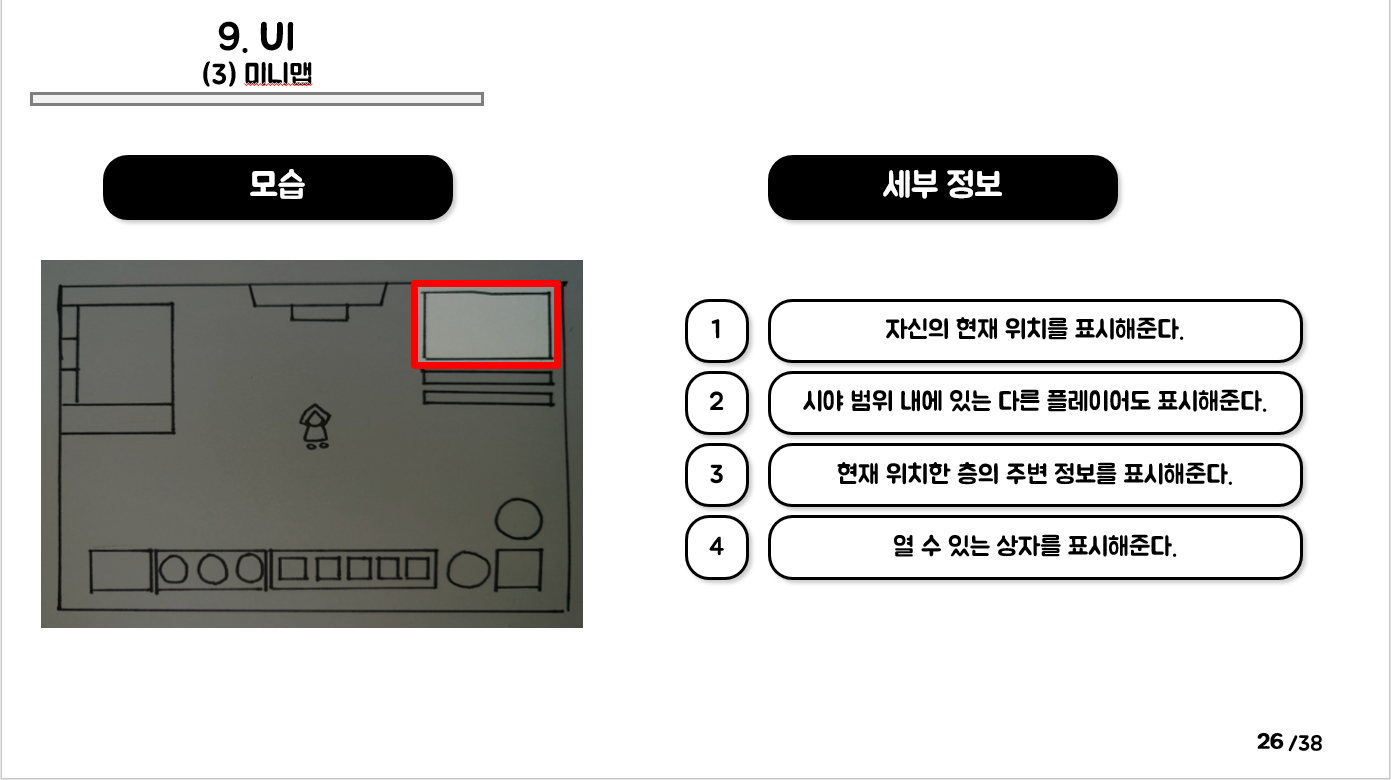 9. UI
(3) 미니맵
모습
세부 정보
1
자신의 현재 위치를 표시해준다.
2
시야 범위 내에 있는 다른 플레이어도 표시해준다.
3
현재 위치한 층의 주변 정보를 표시해준다.
4
열 수 있는 상자를 표시해준다.
26 /38